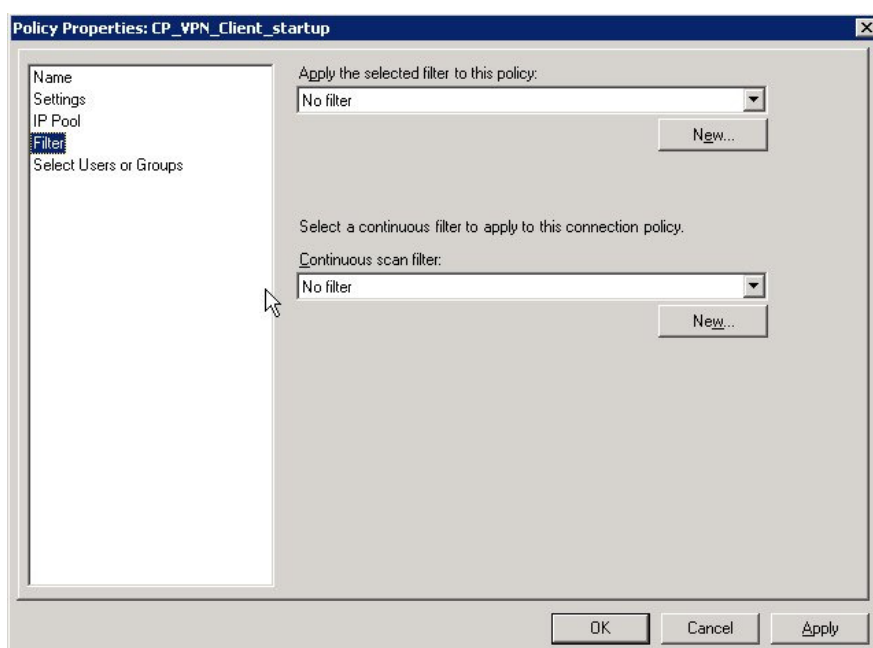 Policy Properties: CP_VPN_Client_startup
Name
Settings
IP Pool
Filter
Select Users or Groups
Apply the selected filter to this policy:
No filter
New...
Select a continuous filter to apply to this connection policy.
Continuous scan filter:
No filter
New...
OK
Cancel
Apply